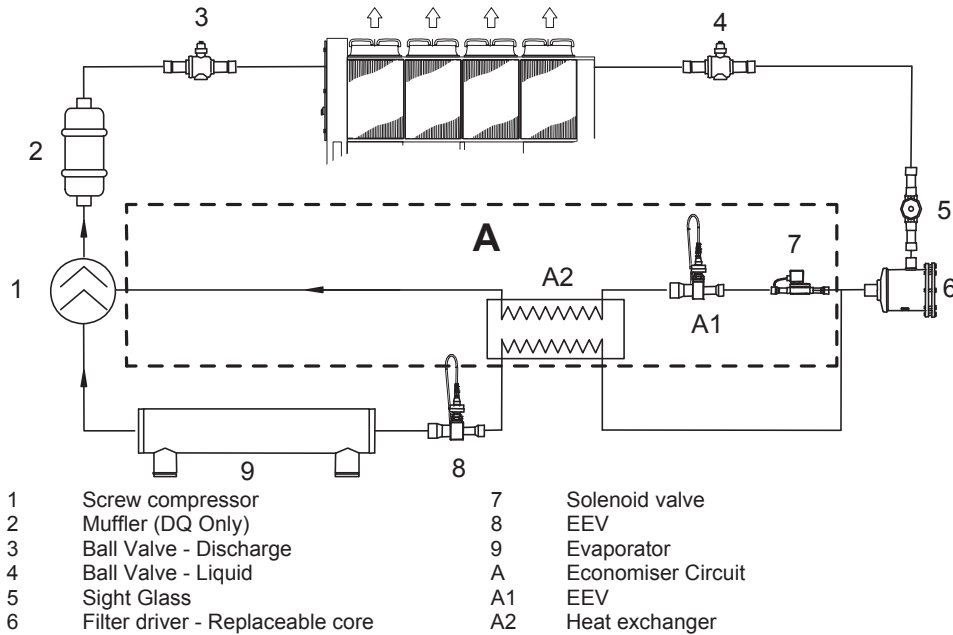 3
4
2
5
A
7
1
A2
6
A1
9
8
1 Screw compressor
2 Muffler (DQ Only)
3 Ball Valve - Discharge
4 Ball Valve - Liquid
5 Sight Glass
6 Filter driver - Replaceable core
7 Solenoid valve
8 EEV
9 Evaporator
A Economiser Circuit
A1 EEV
A2 Heat exchanger